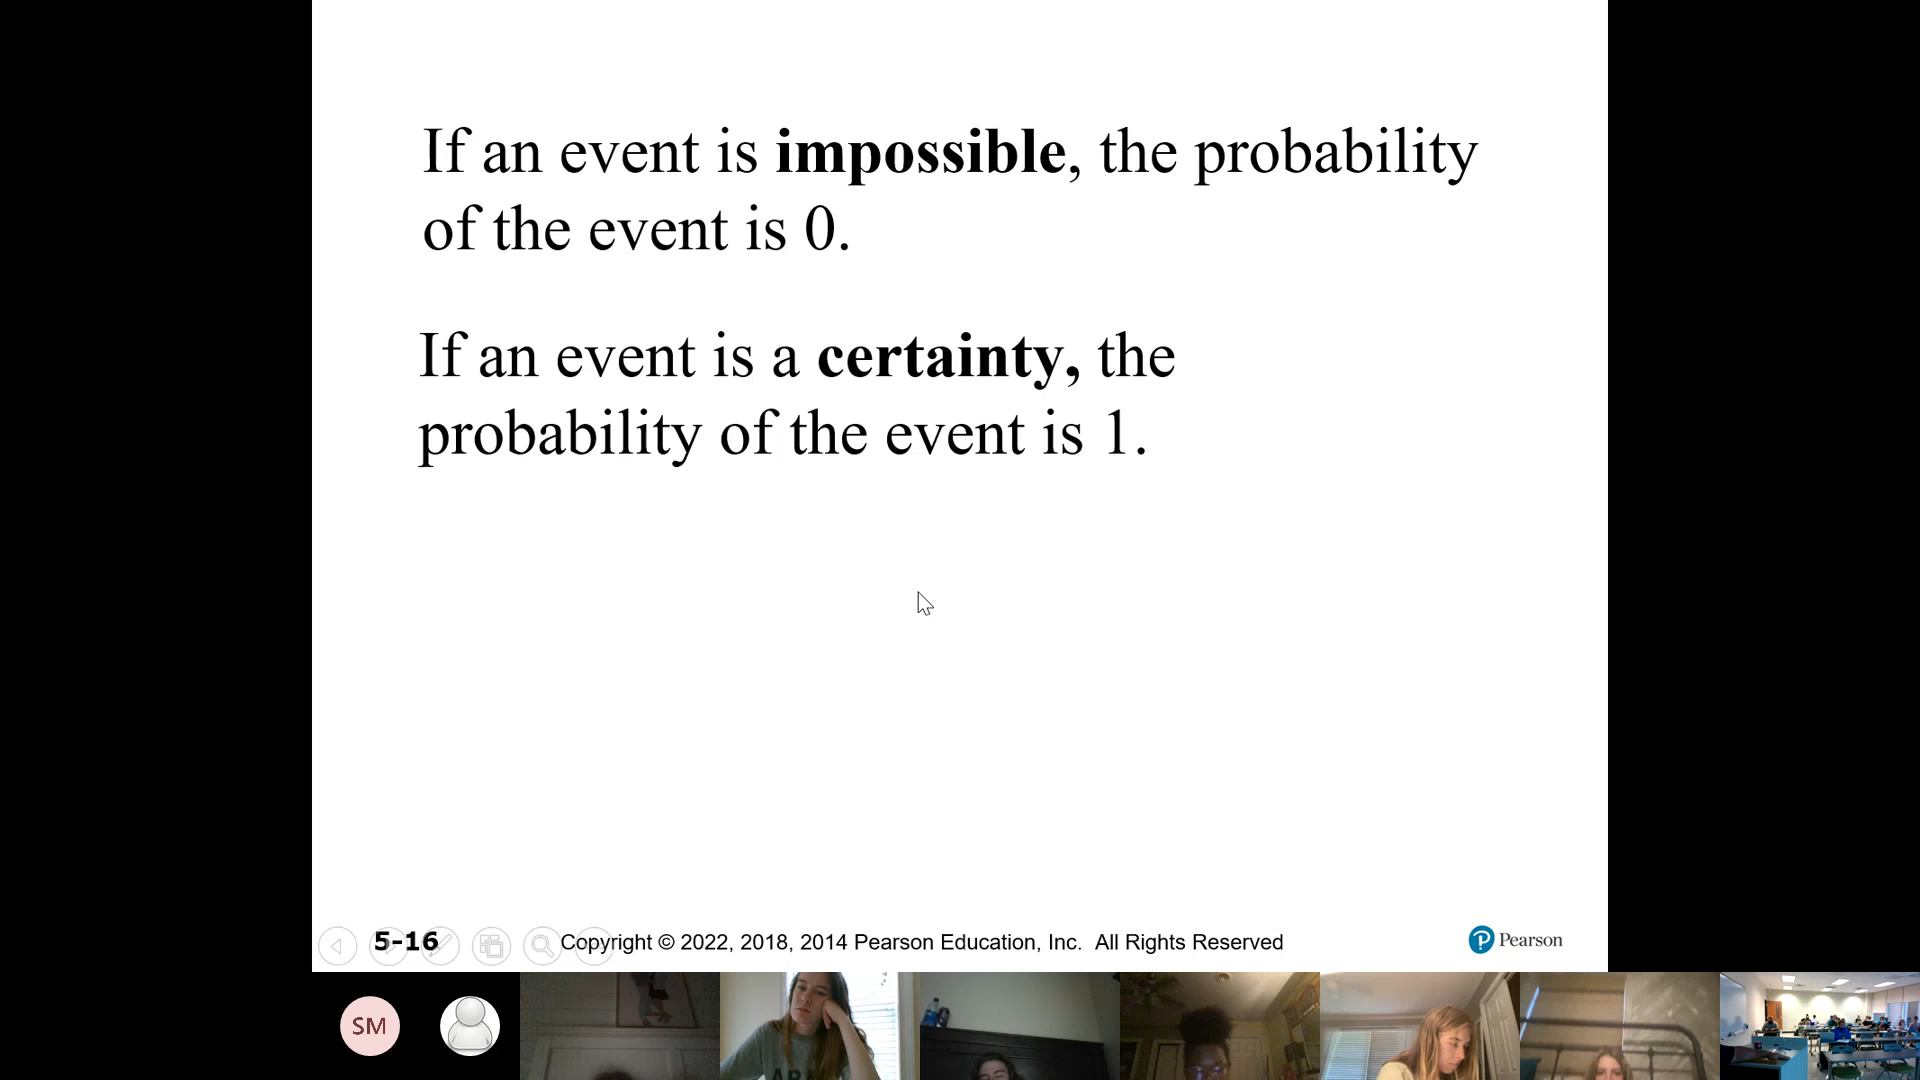 If an event is impossible, the probability
of the event is 0.
If an event is a certainty, the
probability of the event is 1.
5-16
Copyright © 2022, 2018, 2014 Pearson Education, Inc. All Rights Reserved
Pearson
SM